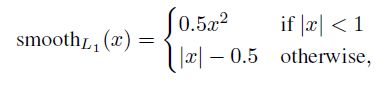 smooth_{L_1}(x) = { 0.5x^2 if |x| < 1
|x| − 0.5 otherwise,